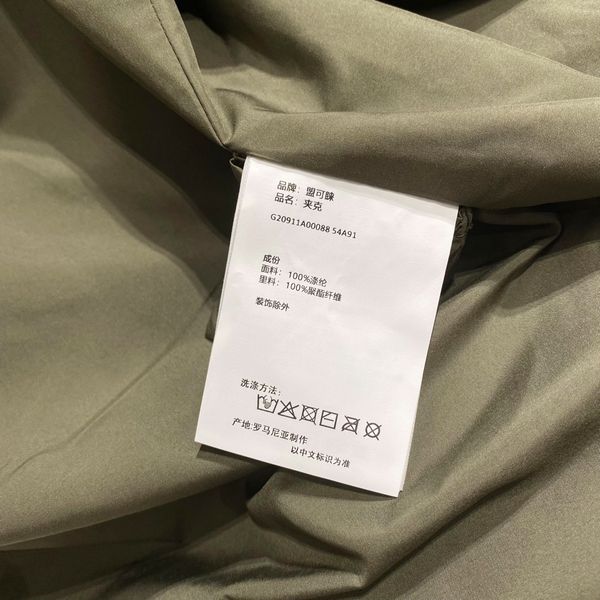 品牌：盟可睐
品名：夹克
G20911A00088 54A91
成份
面料：100%涤纶
里料：100%聚酯纤维
装饰除外
洗涤方法：
产地:罗马尼亚制作
以中文标识为准